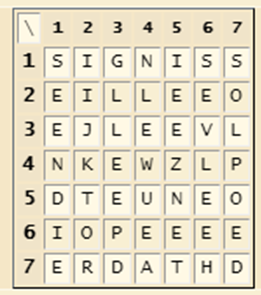 \ 1 2 3 4 5 6 7
1 S I G N I S S
2 E I L L E E O
3 E J L E E V L
4 N K E W Z L P
5 D T E U N E O
6 I O P E E E E
7 E R D A T H D